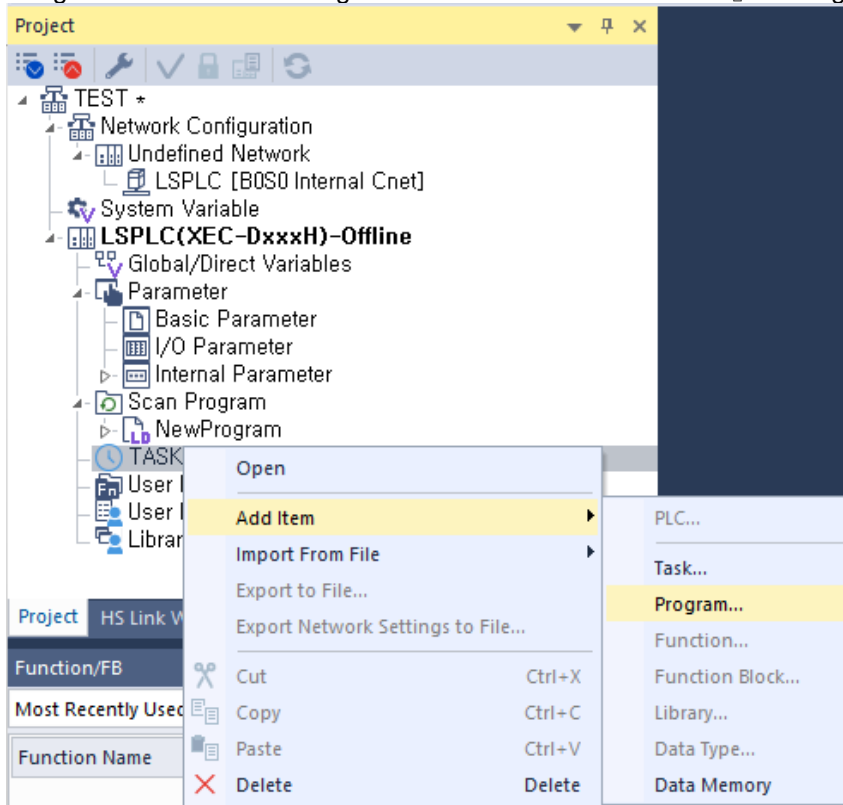 Project
TEST *
Network Configuration
Undefined Network
LSPLC [B0S0 Internal Cnet]
System Variable
LSPLC(XEC-DxxxH)-Offline
Global/Direct Variables
Parameter
Basic Parameter
I/O Parameter
Internal Parameter
Scan Program
NewProgram
TASK
User
User
Librar
Open
Add Item
Import From File
Export to File...
Export Network Settings to File...
Cut Ctrl+X
Copy Ctrl+C
Paste Ctrl+V
Delete Delete
PLC...
Task...
Program...
Function...
Function Block...
Library...
Data Type...
Data Memory
Project HS Link
Function/FB
Most Recently Used
Function Name